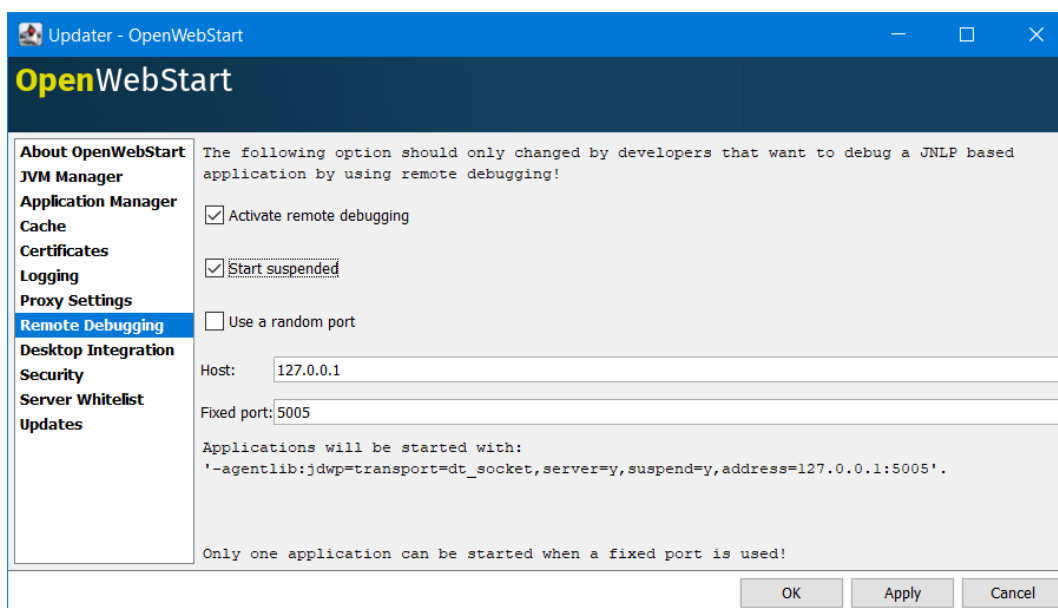 Updater - OpenWebStart
OpenWebStart
About OpenWebStart
JVM Manager
Application Manager
Cache
Certificates
Logging
Proxy Settings
Remote Debugging
Desktop Integration
Security
Server Whitelist
Updates
The following option should only changed by developers that want to debug a JNLP based
application by using remote debugging!
Activate remote debugging
Start suspended
Use a random port
Host: 127.0.0.1
Fixed port: 5005
Applications will be started with:
'-agentlib:jdwp=transport=dt_socket,server=y,suspend=y,address=127.0.0.1:5005'.
Only one application can be started when a fixed port is used!
OK Apply Cancel